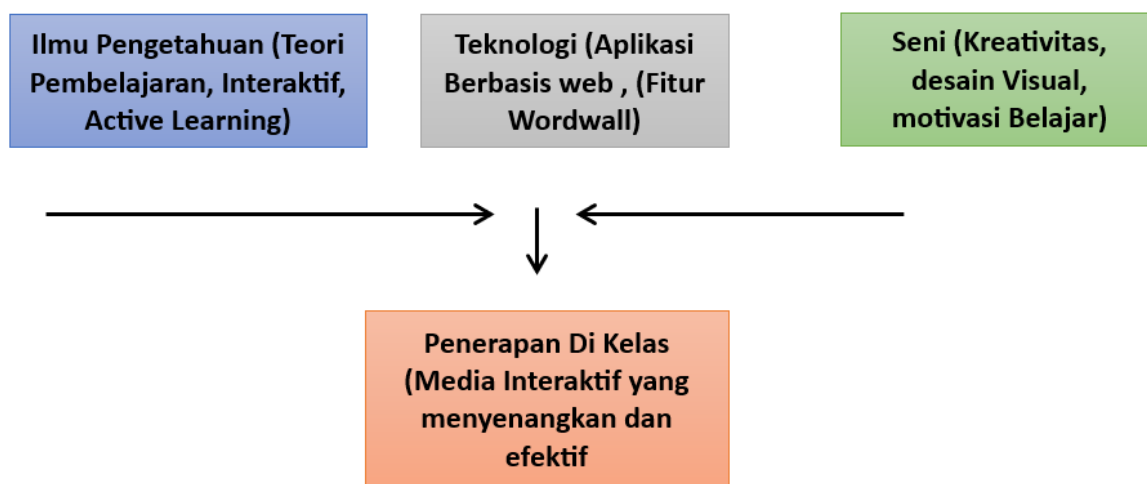 Ilmu Pengetahuan (Teori
Pembelajaran, Interaktif,
Active Learning)
Teknologi (Aplikasi
Berbasis web , (Fitur
Wordwall)
Seni (Kreativitas,
desain Visual,
motivasi Belajar)
Penerapan Di Kelas
(Media Interaktif yang
menyenangkan dan
efektif